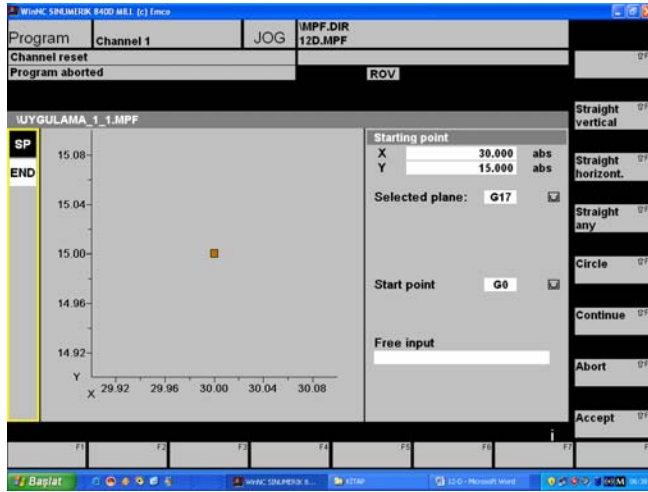 WinNC SINUMERIK 840D MILL (c) Emco
Program
Channel 1
JOG
\MPF.DIR
12D.MPF
Channel reset
Program aborted
ROV
\UYGULAMA_1_1.MPF
SP
END
15.08
15.04
15.00
14.96
14.92
Y
X
29.92
29.96
30.00
30.04
30.08
Starting point
X 30.000 abs
Y 15.000 abs
Selected plane: G17
Start point G0
Free input
Straight
vertical
Straight
horizont.
Straight
any
Circle
Continue
Abort
Accept
i
F1
F2
F3
F4
F5
F6
F7
Başlat
WinNC SINUMERIK 8...
KİTAP
12-D - Microsoft Word